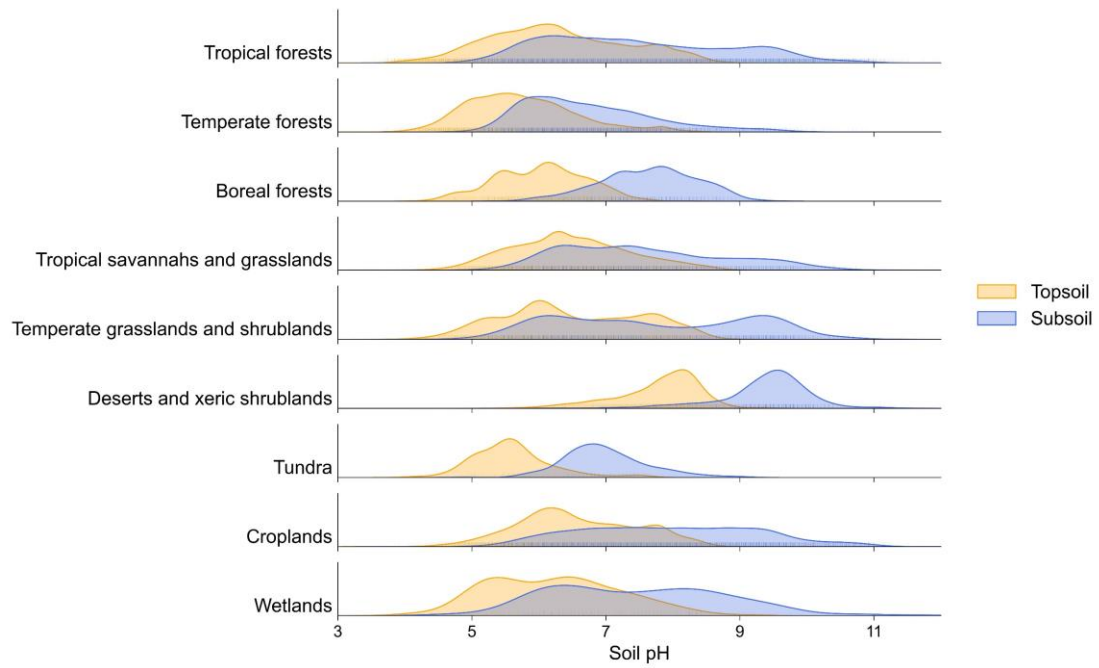 Tropical forests
Temperate forests
Boreal forests
Tropical savannahs and grasslands
Temperate grasslands and shrublands
Deserts and xeric shrublands
Tundra
Croplands
Wetlands
Topsoil
Subsoil
3 5 7 9 11
Soil pH